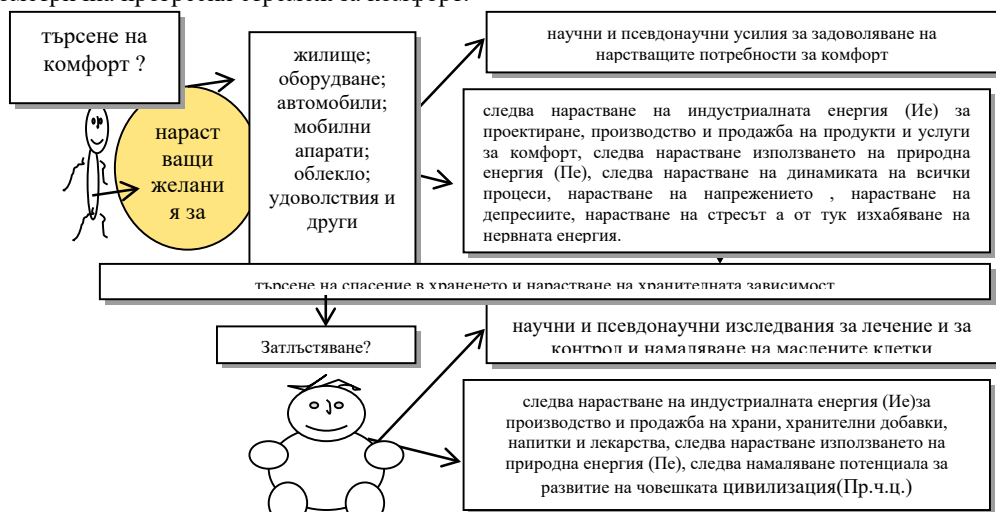 търсене на
комфорт ?
нараст
ващи
желани
я за
жилище;
оборудване;
автомобили;
мобилни
апарати;
облекло;
удоволствия и
други
научни и псевдонаучни усилия за задоволяване на
нарстващите потребности за комфорт
следва нарастване на индустриалната енергия (Ие) за
проектиране, производство и продажба на продукти и услуги
за комфорт, следва нарастване използването на природна
енергия (Пе), следва нарастване на динамиката на всички
процеси, нарастване на напрежението , нарастване на
депресиите, нарастване на стресът а от тук изхабяване на
нервната енергия.
търсене на спасение в храненето и нарастване на хранителната зависимост
Затлъстяване?
научни и псевдонаучни изследвания за лечение и за
контрол и намаляване на маслените клетки
следва нарастване на индустриалната енергия (Ие)за
производство и продажба на храни, хранителни добавки,
напитки и лекарства, следва нарастване използването на
природна енергия (Пе), следва намаляване потенциала за
развитие на човешката цивилизация(Пр.ч.ц.)